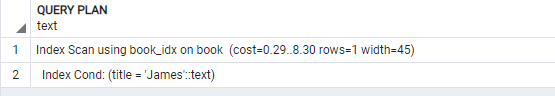 QUERY PLAN
text
1 Index Scan using book_idx on book (cost=0.29..8.30 rows=1 width=45)
2 Index Cond: (title = 'James'::text)